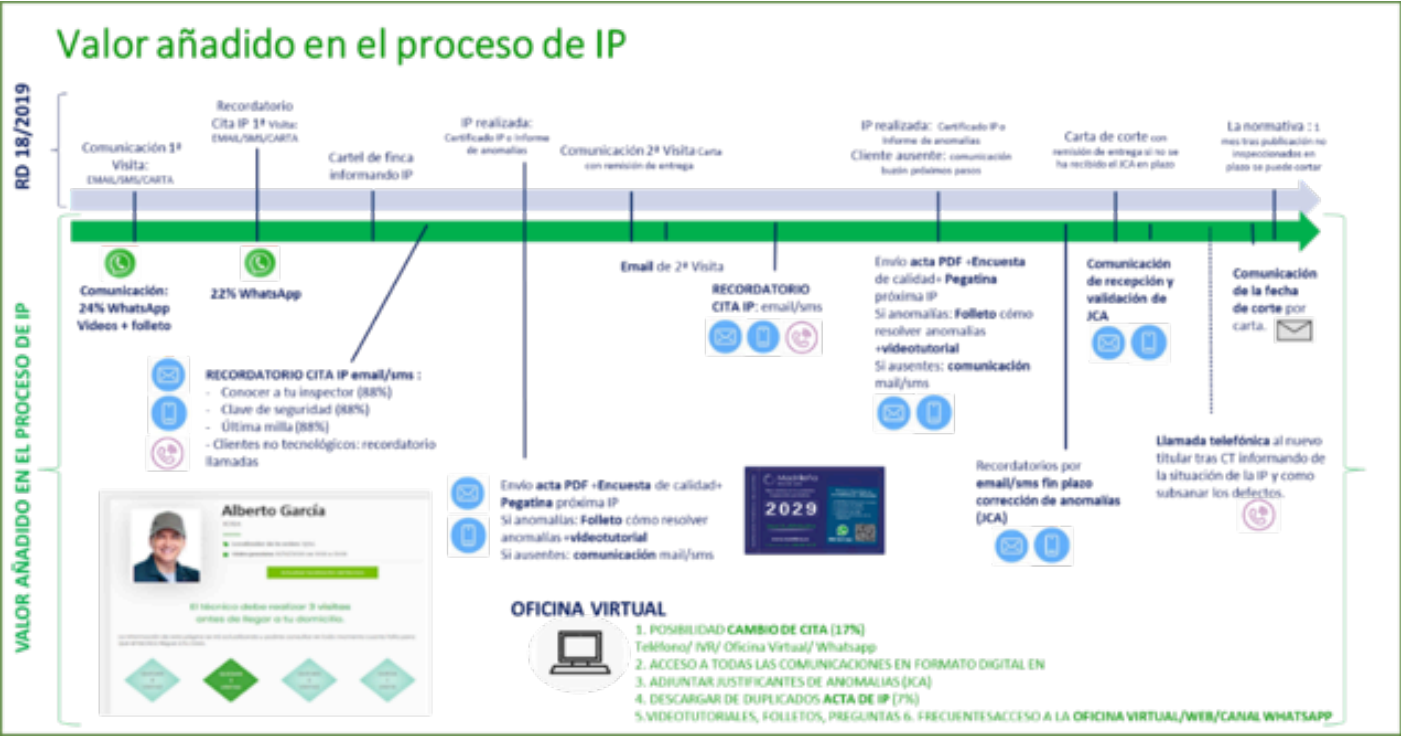 Valor añadido en el proceso de IP
RD 18/2019
Comunicación 1ª
Visita:
EMAIL/SMS/CARTA
Recordatorio
Cita IP 1ª Visita:
EMAIL/SMS/CARTA
Cartel de finca
informando IP
IP realizada:
Certificado IP o Informe
de anomalías
Comunicación 2ª Visita Carta
con remisión de entrega
IP realizada: Certificado IP o
Informe de anomalías
Cliente ausente: comunicación
buzón próximos pasos
Carta de corte con
remisión de entrega si no se
ha recibido el JCA en plazo
La normativa : 1
mes tras publicación no
inspeccionados en
plazo se puede cortar
VALOR AÑADIDO EN EL PROCESO DE IP
Comunicación:
24% WhatsApp
Videos + folleto
22% WhatsApp
RECORDATORIO CITA IP email/sms :
- Conocer a tu inspector (88%)
- Clave de seguridad (88%)
- Última milla (88%)
- Clientes no tecnológicos: recordatorio
llamadas
Envío acta PDF +Encuesta de calidad+
Pegatina próxima IP
Si anomalías: Folleto cómo resolver
anomalías +videotutorial
Si ausentes: comunicación mail/sms
Email de 2ª Visita
RECORDATORIO
CITA IP: email/sms
Envío acta PDF +Encuesta
de calidad+ Pegatina
próxima IP
Si anomalías: Folleto cómo
resolver anomalías
+videotutorial
Si ausentes: comunicación
mail/sms
Recordatorios por
email/sms fin plazo
corrección de anomalías
(JCA)
Comunicación
de recepción y
validación de
JCA
Llamada telefónica al nuevo
titular tras CT informando de
la situación de la IP y como
subsanar los defectos.
Comunicación
de la fecha
de corte por
carta.
Alberto García
El técnico debe realizar 3 visitas
antes de llegar a tu domicilio.
Madrileña
2029
OFICINA VIRTUAL
1. POSIBILIDAD CAMBIO DE CITA (17%)
Teléfono/ IVR/ Oficina Virtual/ Whatsapp
2. ACCESO A TODAS LAS COMUNICACIONES EN FORMATO DIGITAL EN
3. ADJUNTAR JUSTIFICANTES DE ANOMALIAS (JCA)
4. DESCARGAR DE DUPLICADOS ACTA DE IP (7%)
5.VIDEOTUTORIALES, FOLLETOS, PREGUNTAS 6. FRECUENTESACCESO A LA OFICINA VIRTUAL/WEB/CANAL WHATSAPP